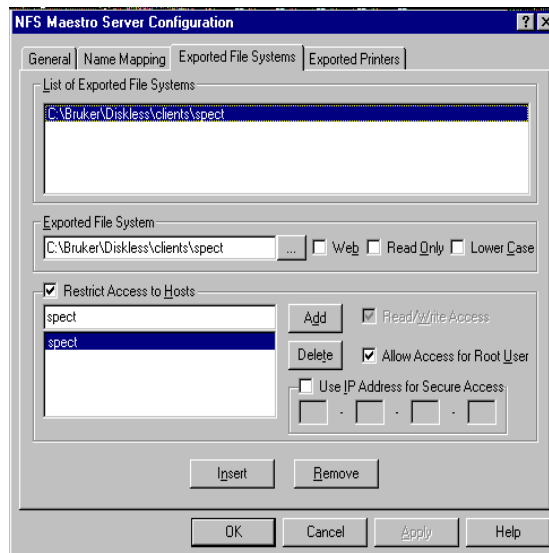 NFS Maestro Server Configuration
General Name Mapping Exported File Systems Exported Printers
List of Exported File Systems
C:\Bruker\Diskless\clients\spect
Exported File System
C:\Bruker\Diskless\clients\spect ... Web Read Only Lower Case
Restrict Access to Hosts
spect Add Read/Write Access
spect
Delete Allow Access for Root User
Use IP Address for Secure Access
Insert Remove
OK Cancel Apply Help